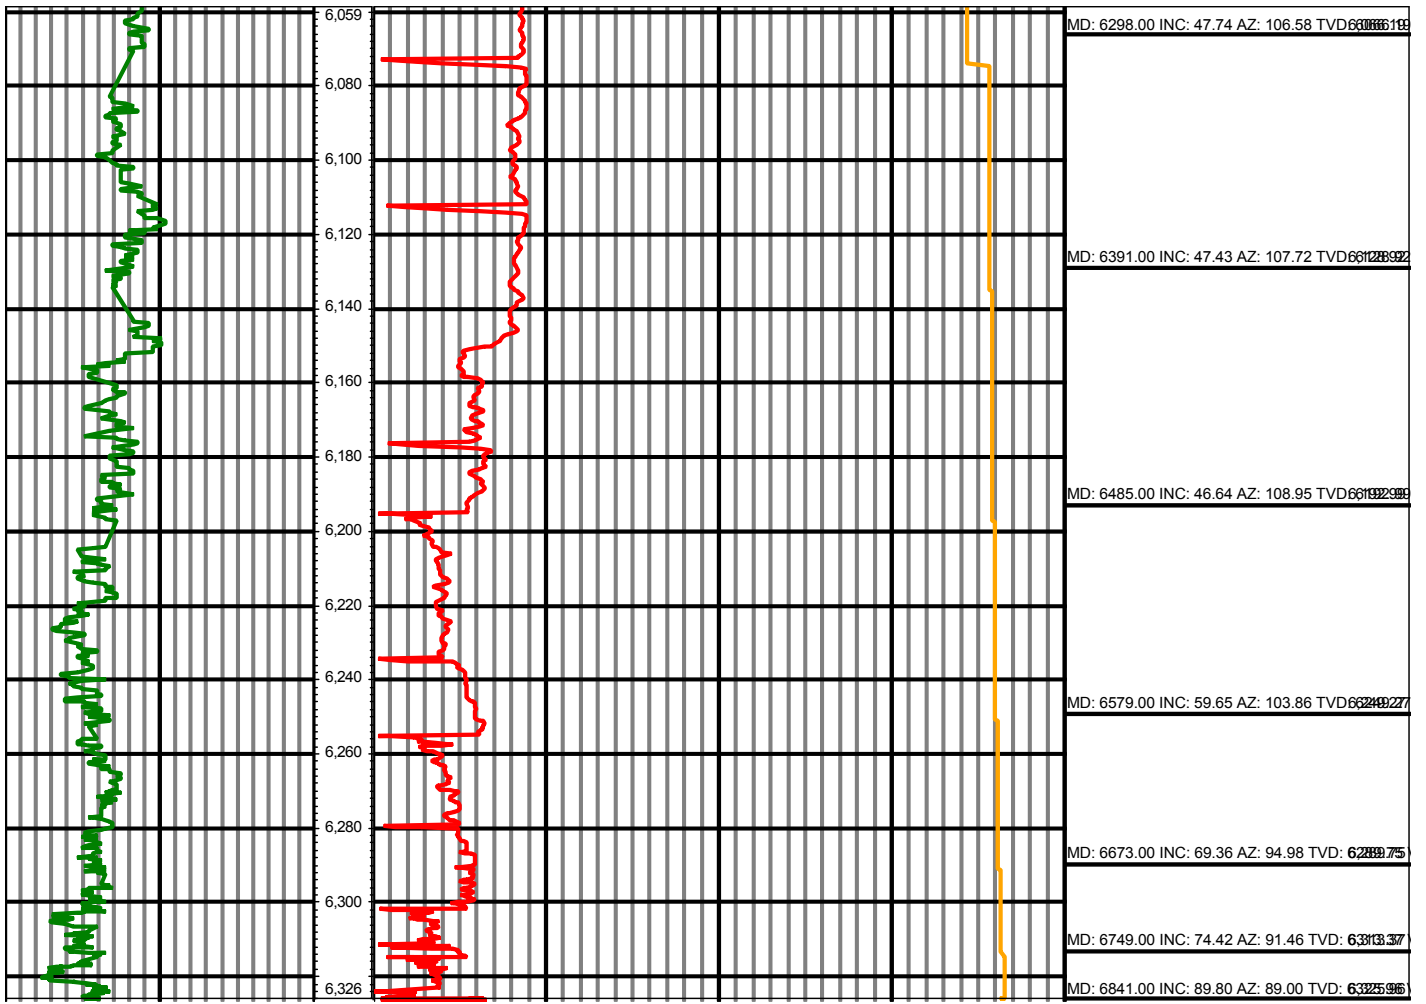 6,059
MD: 6298.00 INC: 47.74 AZ: 106.58 TVD:
6,080
6,100
6,120
MD: 6391.00 INC: 47.43 AZ: 107.72 TVD:
6,140
6,160
6,180
MD: 6485.00 INC: 46.64 AZ: 108.95 TVD:
6,200
6,220
6,240
MD: 6579.00 INC: 59.65 AZ: 103.86 TVD:
6,260
6,280
MD: 6673.00 INC: 69.36 AZ: 94.98 TVD:
6,300
MD: 6749.00 INC: 74.42 AZ: 91.46 TVD:
6,326
MD: 6841.00 INC: 89.80 AZ: 89.00 TVD: